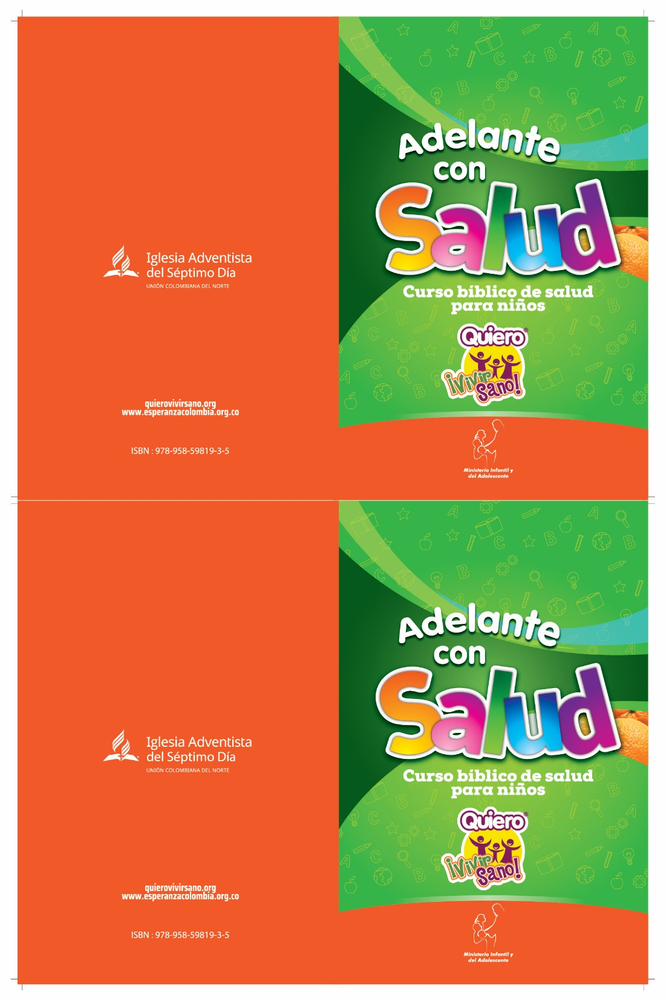 Iglesia Adventista
del Séptimo Día
UNIÓN COLOMBIANA DEL NORTE
quierovivirsano.org
www.esperanzacolombia.org.co
ISBN : 978-958-59819-3-5
Adelante
con
Salud
Curso bíblico de salud
para niños
Quiero®
¡Vivir
Sano!
Ministerio Infantil y
del Adolescente
Iglesia Adventista
del Séptimo Día
UNIÓN COLOMBIANA DEL NORTE
quierovivirsano.org
www.esperanzacolombia.org.co
ISBN : 978-958-59819-3-5
Adelante
con
Salud
Curso bíblico de salud
para niños
Quiero®
¡Vivir
Sano!
Ministerio Infantil y
del Adolescente